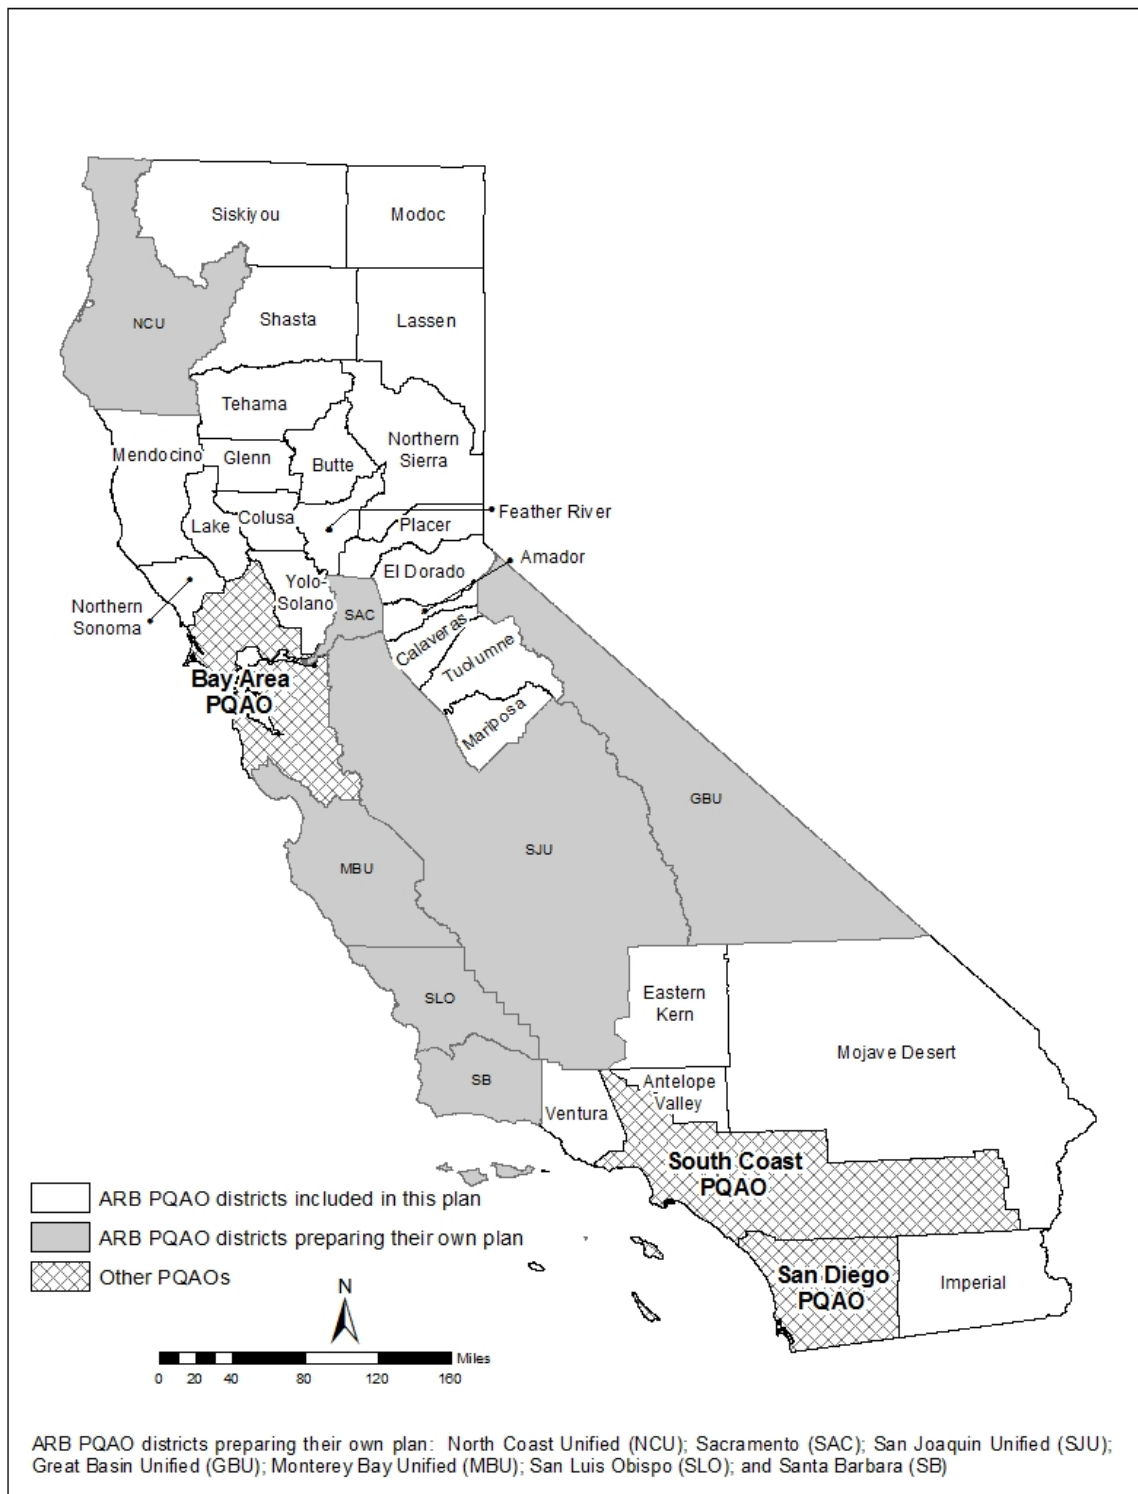 Siskiyou
Modoc
NCU
Shasta
Lassen
Tehama
Mendocino
Glenn
Butte
Northern
Sierra
Lake
Colusa
Placer
Feather River
Amador
El Dorado
Yolo-
Solano
Northern
Sonoma
SAC
Calaveras
Tuolumne
Mariposa
Bay Area
PQAO
GBU
SJU
MBU
SLO
Eastern
Kern
Mojave Desert
SB
Antelope
Valley
Ventura
South Coast
PQAO
San Diego
PQAO
Imperial
ARB PQAO districts included in this plan
ARB PQAO districts preparing their own plan
Other PQAOs
N
Miles
0 20 40 80 120 160
ARB PQAO districts preparing their own plan: North Coast Unified (NCU); Sacramento (SAC); San Joaquin Unified (SJU);
Great Basin Unified (GBU); Monterey Bay Unified (MBU); San Luis Obispo (SLO); and Santa Barbara (SB)